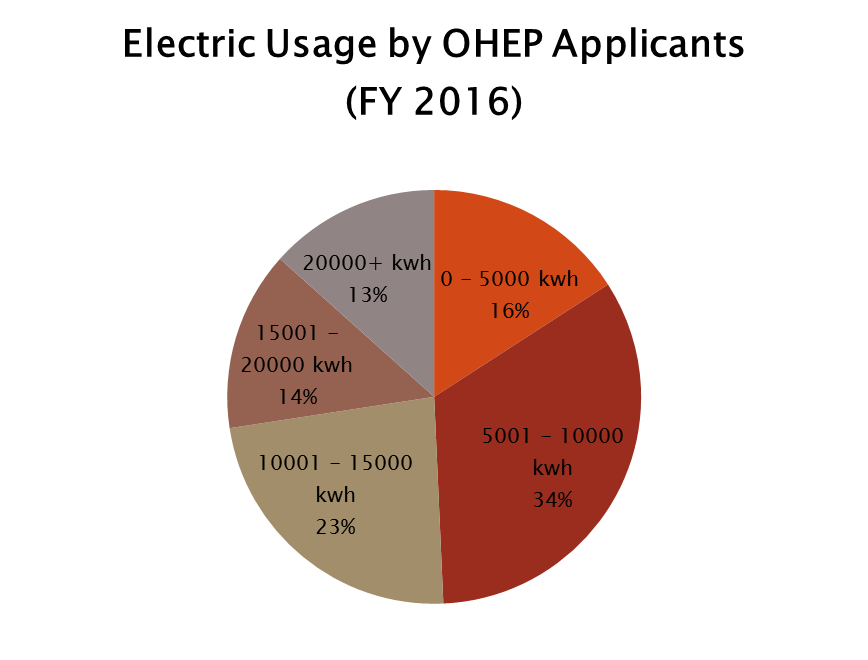 Electric Usage by OHEP Applicants
(FY 2016)
20000+ kwh
13%
0 – 5000 kwh
16%
15001 –
20000 kwh
14%
5001 – 10000
kwh
34%
10001 – 15000
kwh
23%